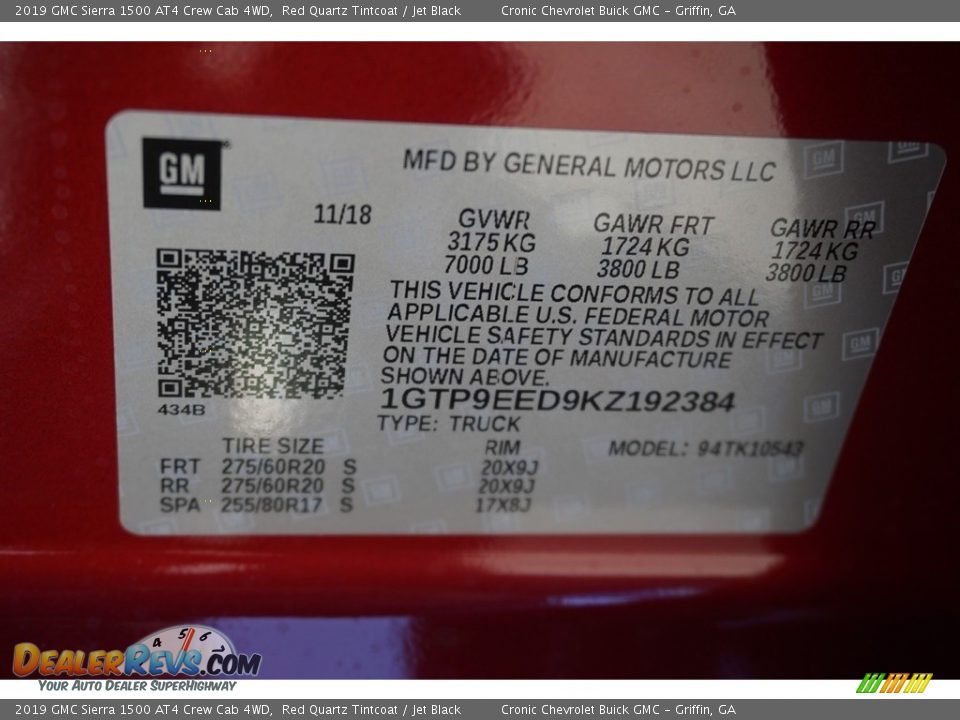 2019 GMC Sierra 1500 AT4 Crew Cab 4WD, Red Quartz Tintcoat / Jet Black Cronic Chevrolet Buick GMC – Griffin, GA
GM
MFD BY GENERAL MOTORS LLC
11/18 GVWR GAWR FRT GAWR RR
3175 KG 1724 KG 1724 KG
7000 LB 3800 LB 3800 LB
THIS VEHICLE CONFORMS TO ALL
APPLICABLE U.S. FEDERAL MOTOR
VEHICLE SAFETY STANDARDS IN EFFECT
ON THE DATE OF MANUFACTURE
SHOWN ABOVE.
434B
1GTP9EED9KZ192384
TYPE: TRUCK
TIRE SIZE RIM MODEL: 94TK10543
FRT 275/60R20 S 20X9J
RR 275/60R20 S 20X9J
SPA 255/80R17 S 17X8J
4 5 6
DEALERREVS.COM
YOUR AUTO DEALER SUPERHIGHWAY
2019 GMC Sierra 1500 AT4 Crew Cab 4WD, Red Quartz Tintcoat / Jet Black Cronic Chevrolet Buick GMC – Griffin, GA